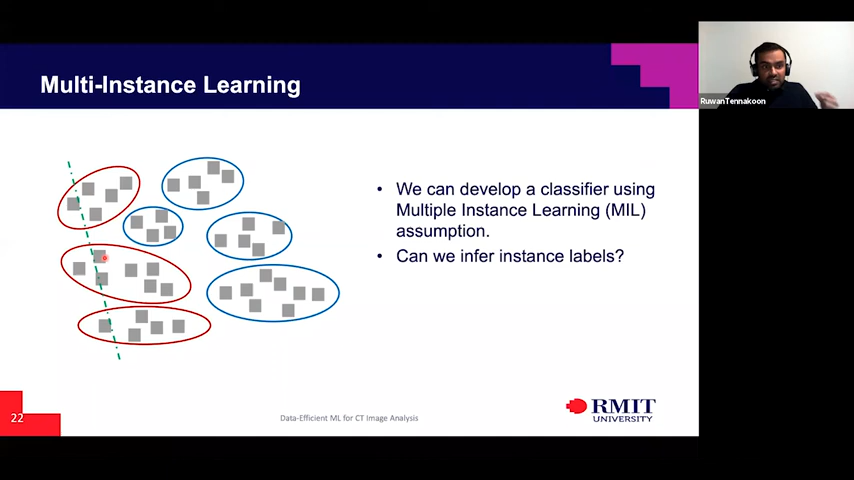 Multi-Instance Learning
RuwanTennakoon
• We can develop a classifier using
Multiple Instance Learning (MIL)
assumption.
• Can we infer instance labels?
22
Data-Efficient ML for CT Image Analysis
RMIT
UNIVERSITY